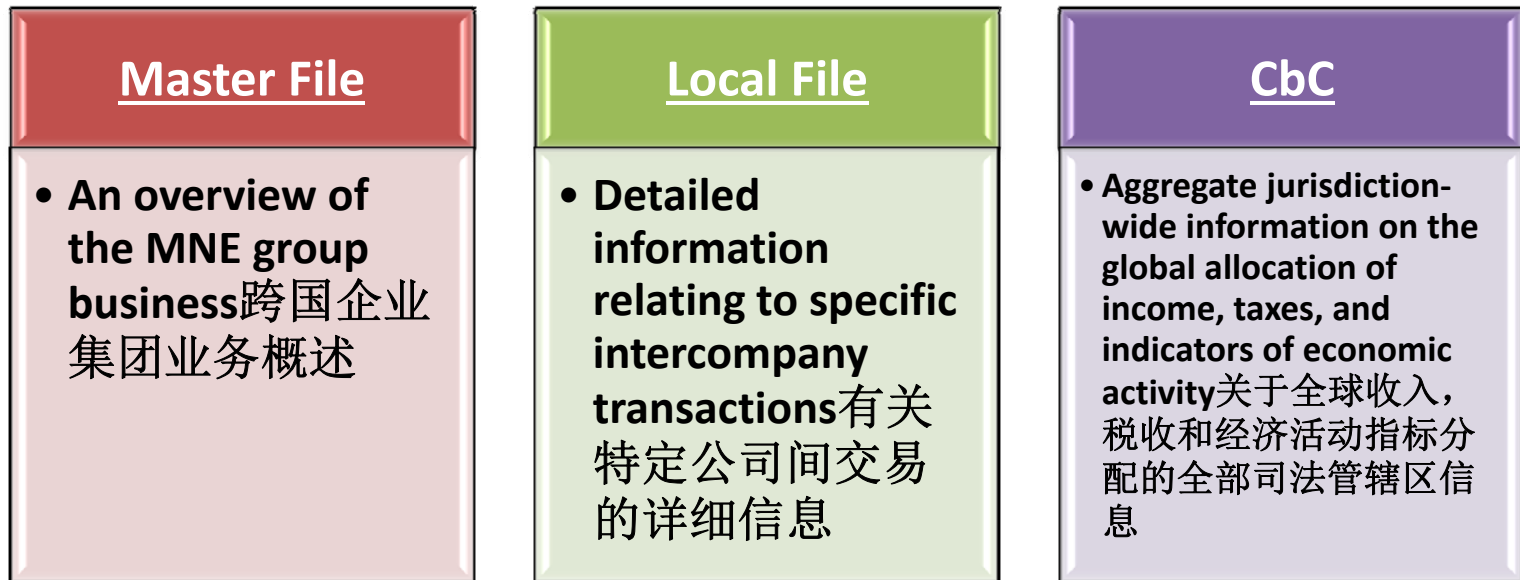 Master File
• An overview of
the MNE group
business跨国企业
集团业务概述
Local File
• Detailed
information
relating to specific
intercompany
transactions有关
特定公司间交易
的详细信息
CbC
• Aggregate jurisdiction-
wide information on the
global allocation of
income, taxes, and
indicators of economic
activity关于全球收入，
税收和经济活动指标分
配的全部司法管辖区信
息